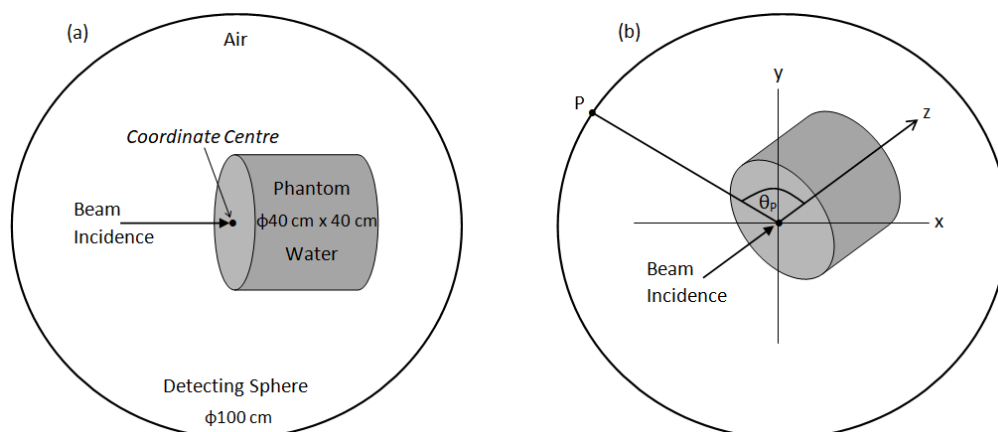 (a)
Air
Coordinate Centre
Beam
Incidence
Phantom
ϕ40 cm x 40 cm
Water
Detecting Sphere
ϕ100 cm
(b)
y
P
z
θP
x
Beam
Incidence